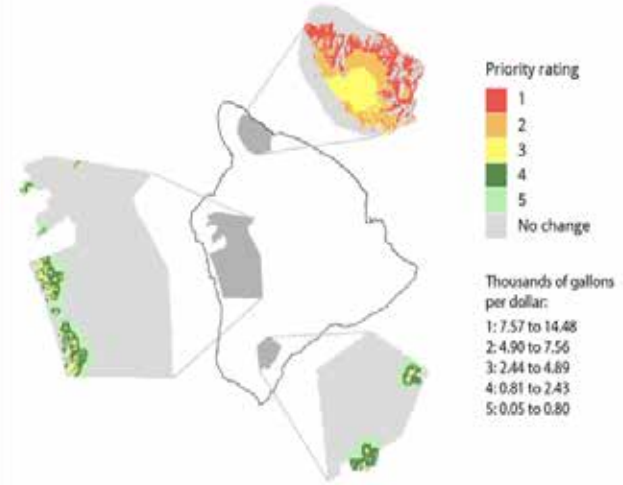 Priority rating
1
2
3
4
5
No change
Thousands of gallons
per dollar:
1: 7.57 to 14.48
2: 4.90 to 7.56
3: 2.44 to 4.89
4: 0.81 to 2.43
5: 0.05 to 0.80